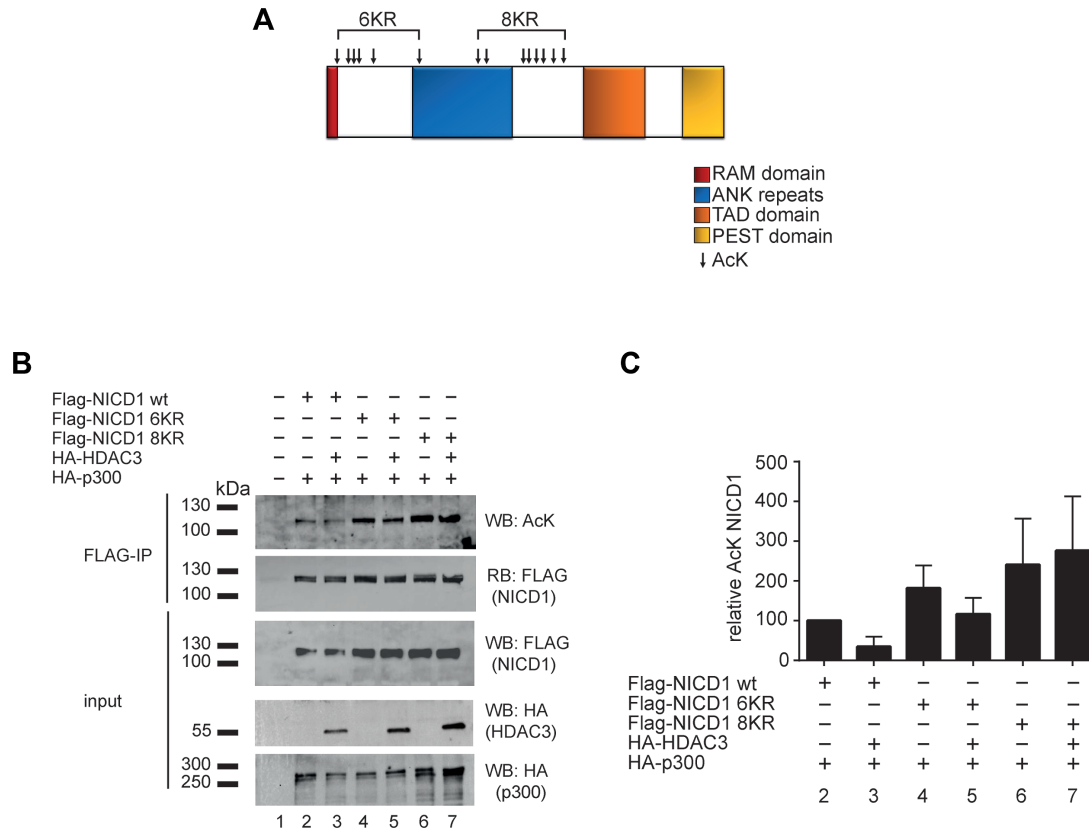 A
6KR 8KR
RAM domain
ANK repeats
TAD domain
PEST domain
AcK
B
Flag-NICD1 wt – + + – – – –
Flag-NICD1 6KR – – – + + – –
Flag-NICD1 8KR – – – – – + +
HA-HDAC3 – – + – + – +
HA-p300 – + + + + + +
kDa
FLAG-IP
130
100
WB: AcK
130
100
RB: FLAG
(NICD1)
input
130
100
WB: FLAG
(NICD1)
55
WB: HA
(HDAC3)
300
250
WB: HA
(p300)
1 2 3 4 5 6 7
C
relative AcK NICD1
500
400
300
200
100
0
Flag-NICD1 wt + + – – – –
Flag-NICD1 6KR – – + + – –
Flag-NICD1 8KR – – – – + +
HA-HDAC3 – + – + – +
HA-p300 + + + + + +
2 3 4 5 6 7